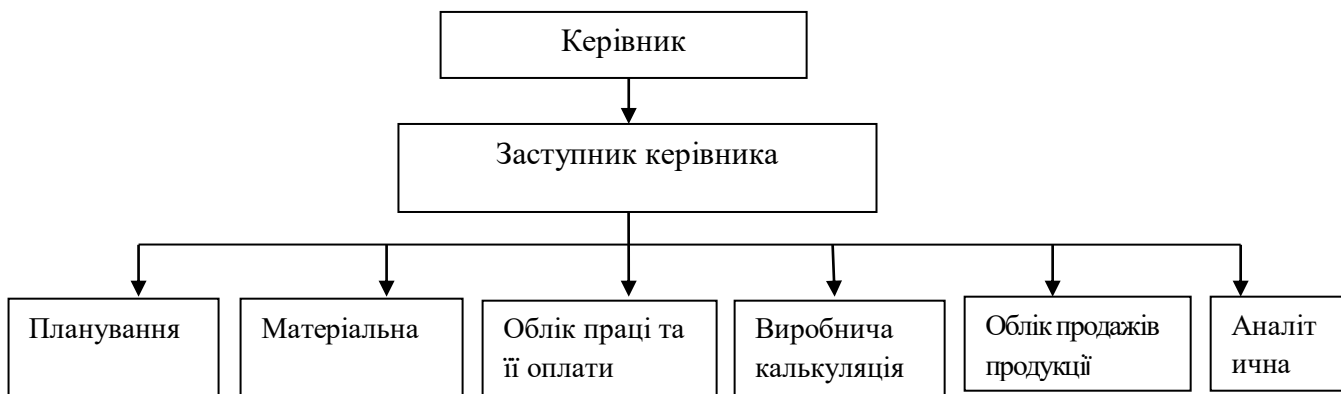 Керівник
Заступник керівника
Планування
Матеріальна
Облік праці та
її оплати
Виробнича
калькуляція
Облік продажів
продукції
Аналіт
ична